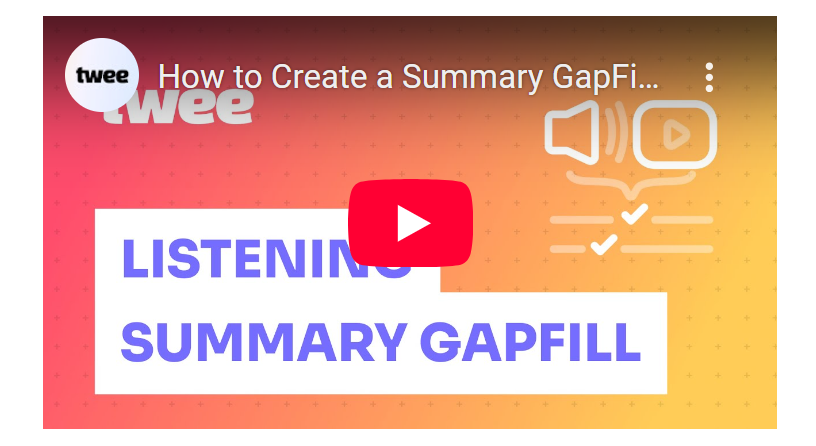 twee How to Create a Summary GapFi...
twee
LISTENING
SUMMARY GAPFILL